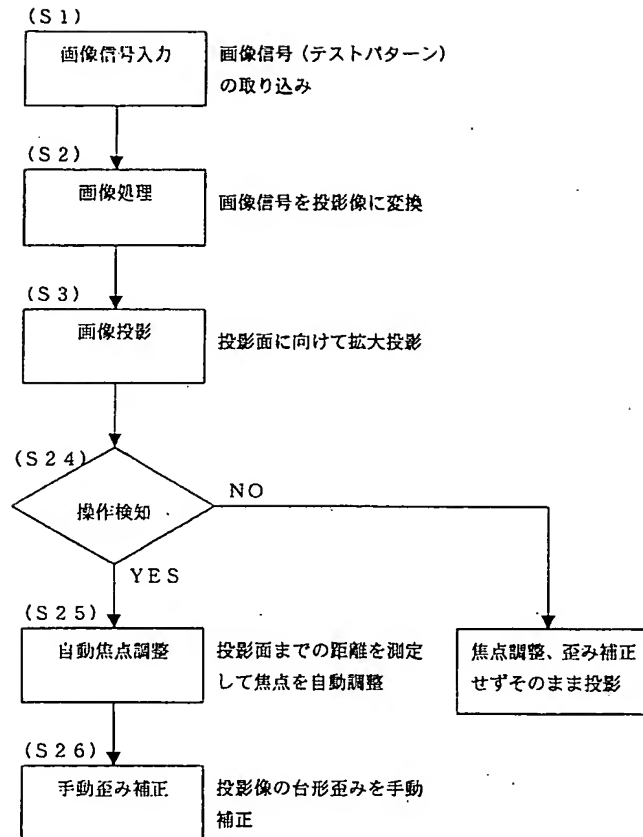 (S1)
画像信号入力
画像信号(テストパターン)
の取り込み
(S2)
画像処理
画像信号を投影像に変換
(S3)
画像投影
投影面に向けて拡大投影
(S24)
操作検知
NO
YES
(S25)
自動焦点調整
投影面までの距離を測定
して焦点を自動調整
焦点調整、歪み補正
せずそのまま投影
(S26)
手動歪み補正
投影像の台形歪みを手動
補正